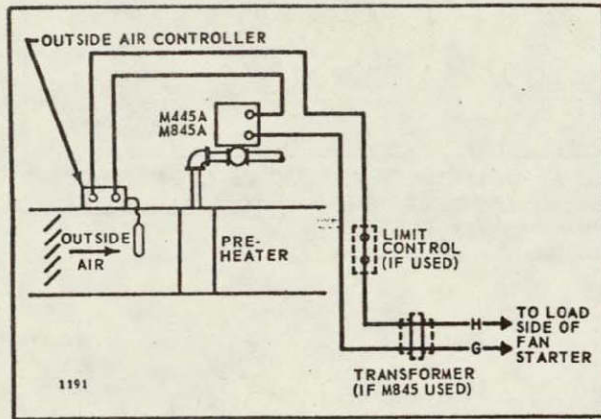 OUTSIDE AIR CONTROLLER
M445A
M845A
OUTSIDE
AIR
PRE-
HEATER
LIMIT
CONTROL
(IF USED)
H
G
TO LOAD
SIDE OF
FAN
STARTER
TRANSFORMER
(IF M845 USED)
1191